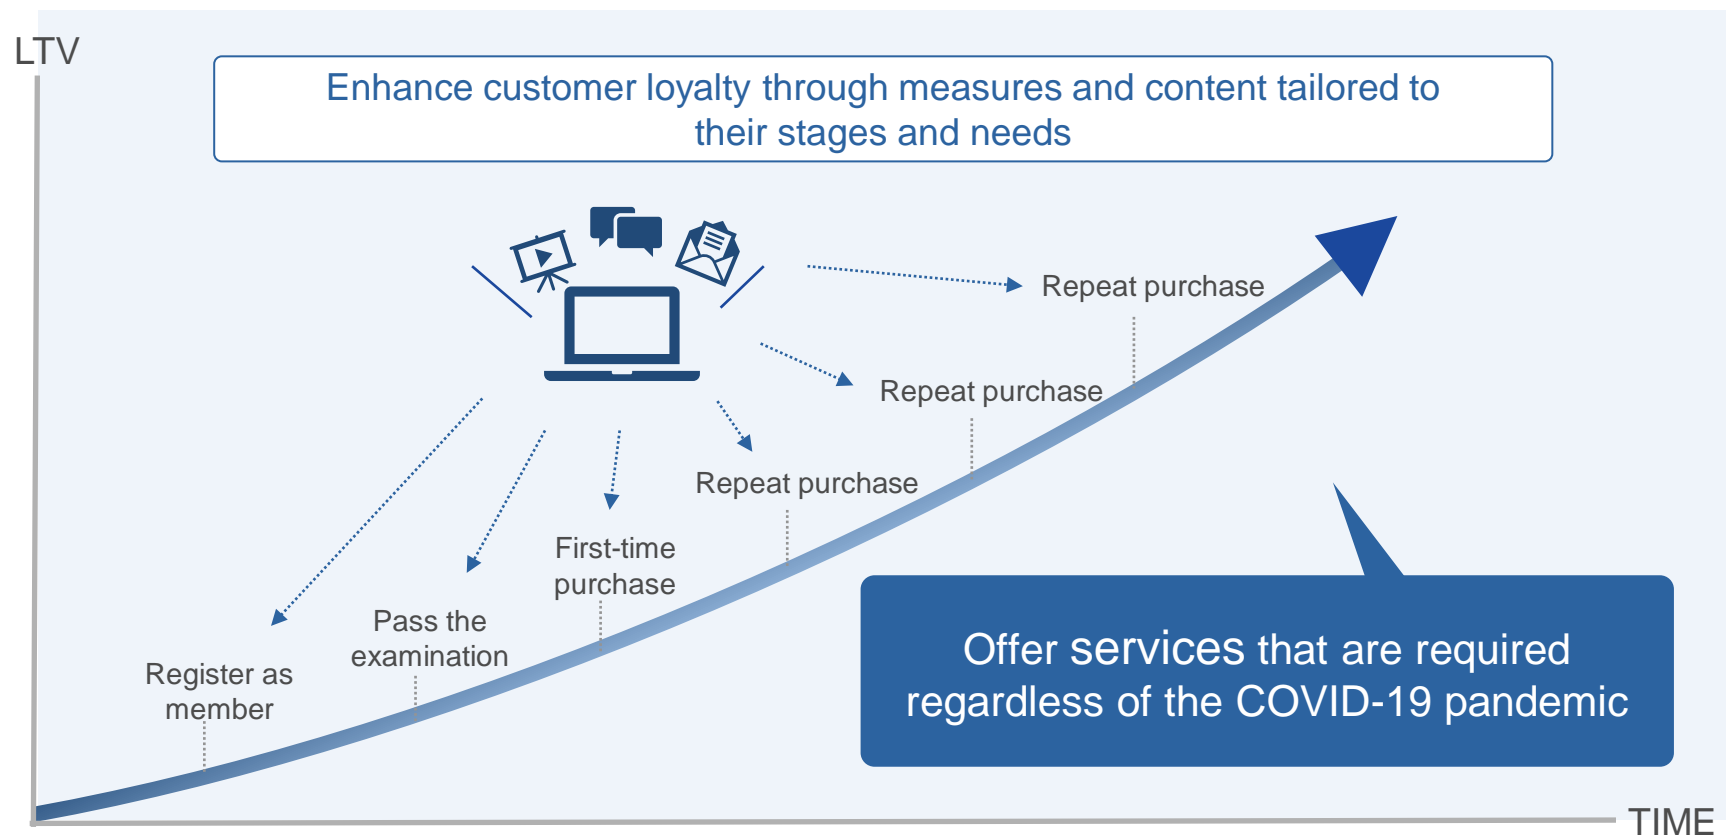 LTV
Enhance customer loyalty through measures and content tailored to
their stages and needs
Repeat purchase
Repeat purchase
Repeat purchase
First-time
purchase
Pass the
examination
Register as
member
Offer services that are required
regardless of the COVID-19 pandemic
TIME